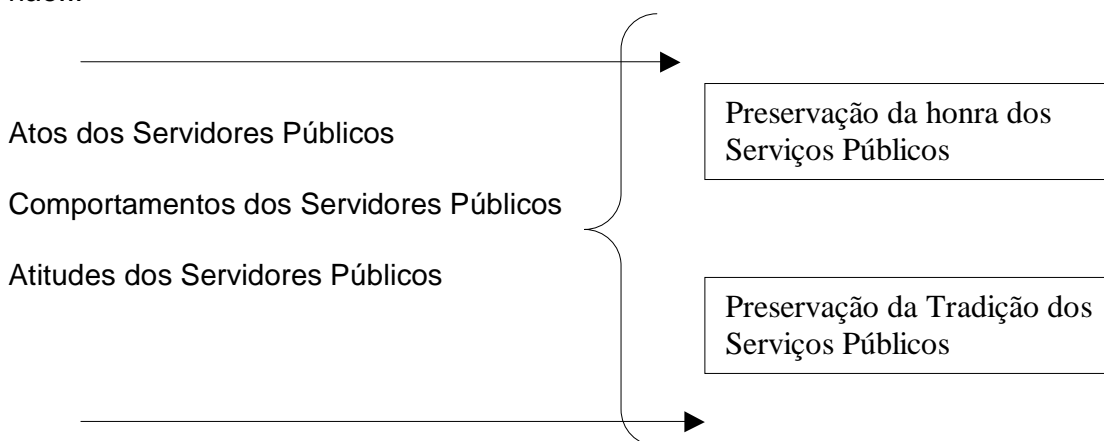 Preservação da honra dos
Serviços Públicos
Atos dos Servidores Públicos
Comportamentos dos Servidores Públicos
Atitudes dos Servidores Públicos
Preservação da Tradição dos
Serviços Públicos